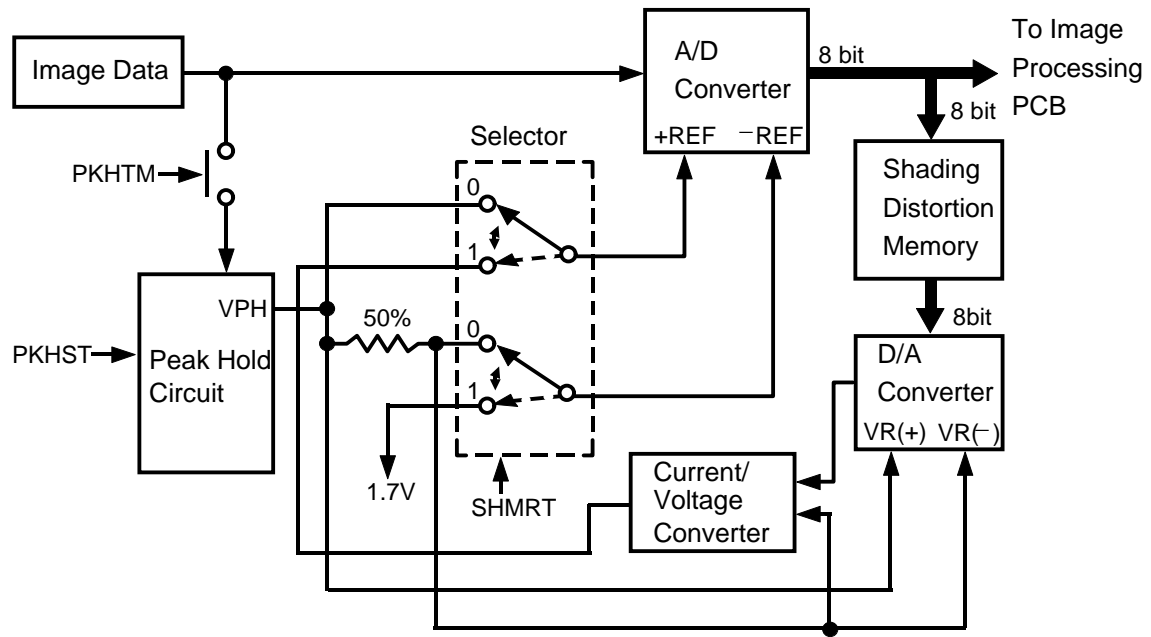 Image Data
A/D
Converter
+REF −REF
8 bit
To Image
Processing
PCB
8 bit
PKHTM
Selector
0
1
Shading
Distortion
Memory
VPH
Peak Hold
Circuit
PKHST
50%
0
1
1.7V
SHMRT
8bit
D/A
Converter
VR(+) VR(−)
Current/
Voltage
Converter